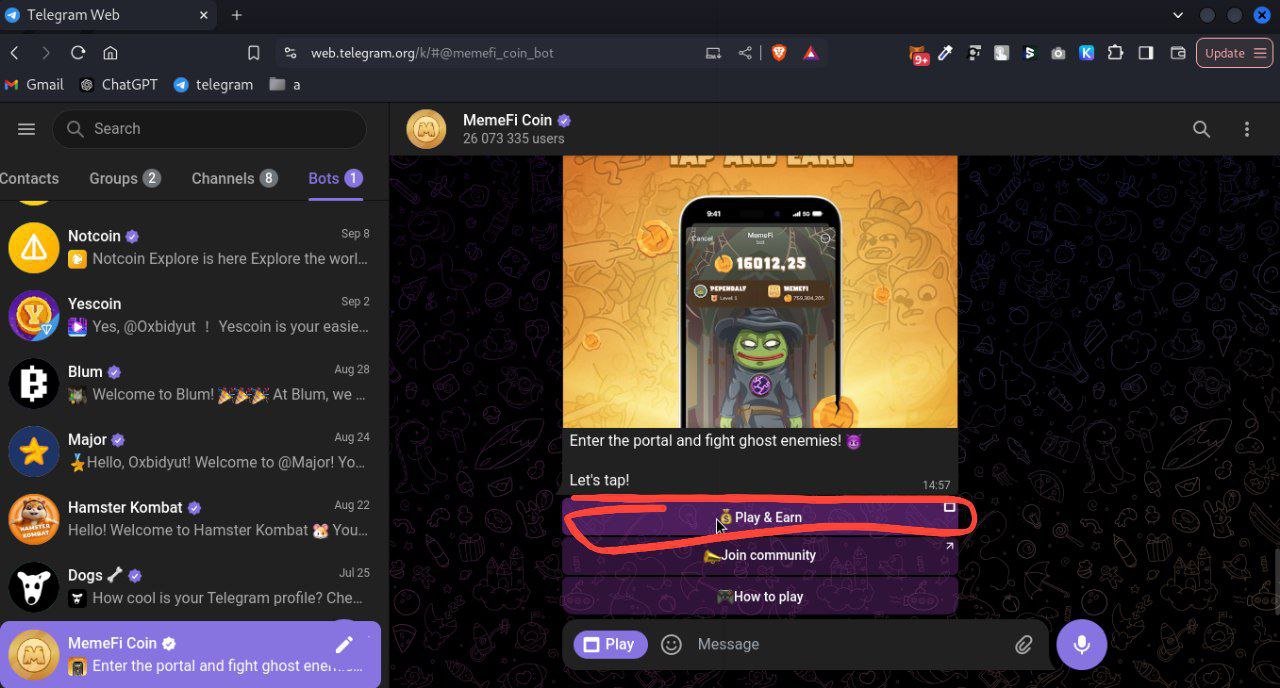 Telegram Web
web.telegram.org/k/#@memefi_coin_bot
9+
Update
Gmail
ChatGPT
telegram
a
Search
Contacts
Groups 2
Channels 8
Bots 1
Notcoin
Sep 8
Notcoin Explore is here Explore the worl...
Yescoin
Sep 2
Yes, @Oxbidyut ! Yescoin is your easie...
Blum
Aug 28
Welcome to Blum! 🎉🎉🎉 At Blum, we ...
Major
Aug 24
🏅Hello, Oxbidyut! Welcome to @Major! Yo...
Hamster Kombat
Aug 22
Hello! Welcome to Hamster Kombat 🐹 You...
HAMSTER
KOMBAT
Dogs 🦴
Jul 25
How cool is your Telegram profile? Che...
MemeFi Coin
Enter the portal and fight ghost enem...
MemeFi Coin
26 073 335 users
TAP AND EARN
9:41
5G
Cancel
MemeFi
bot
16012,25
PEPENDALF
Level 1
MEMEFI
759,304,205
Enter the portal and fight ghost enemies! 😈
Let's tap!
14:57
💰Play & Earn
📣Join community
🎮How to play
Play
Message